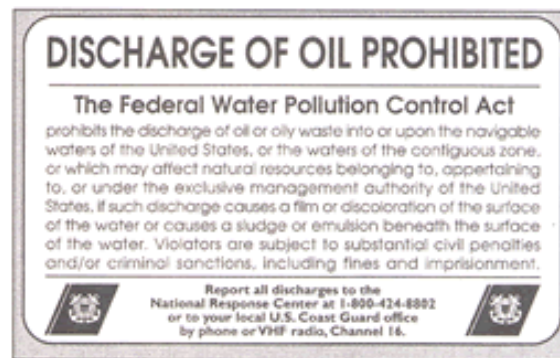 DISCHARGE OF OIL PROHIBITED
The Federal Water Pollution Control Act
prohibits the discharge of oil or oily waste into or upon the navigable
waters of the United States, or the waters of the contiguous zone,
or which may affect natural resources belonging to, appertaining
to, or under the exclusive management authority of the United
States, if such discharge causes a film or discoloration of the surface
of the water or causes a sludge or emulsion beneath the surface
of the water. Violators are subject to substantial civil penalties
and/or criminal sanctions, including fines and imprisionment.
Report all discharges to the
National Response Center at 1-800-424-8802
or to your local U.S. Coast Guard office
by phone or VHF radio, Channel 16.